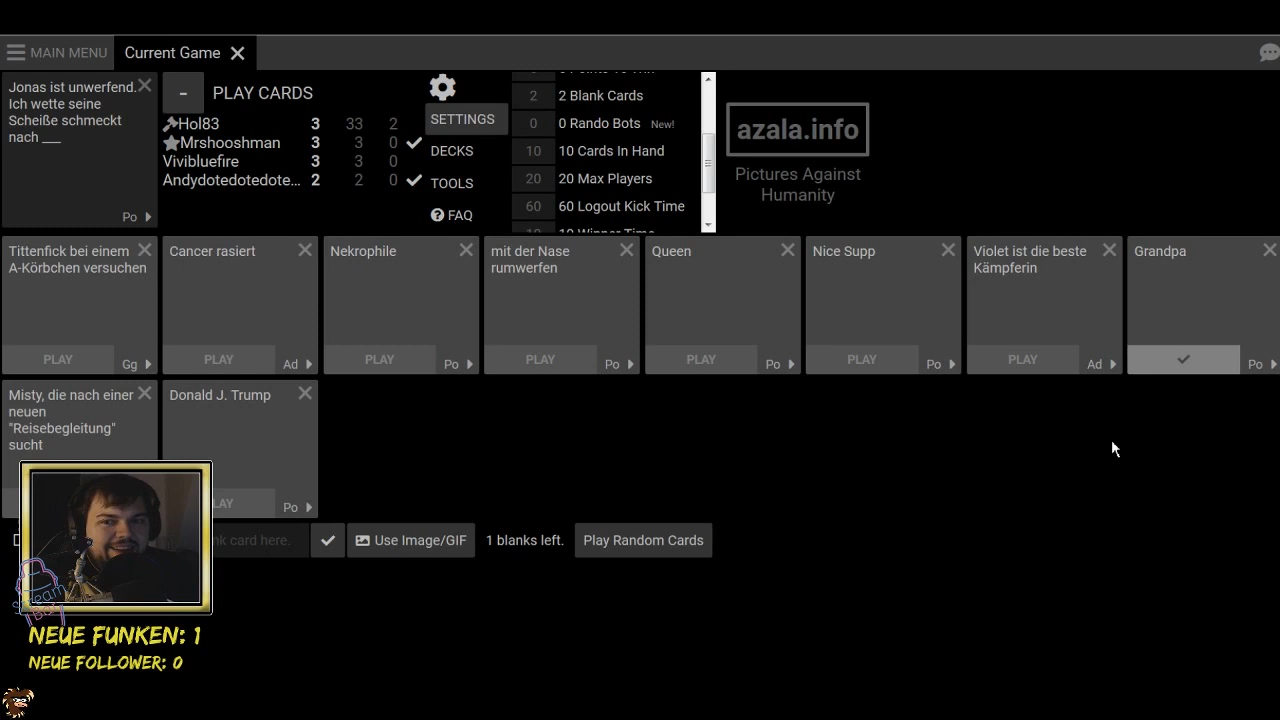 MAIN MENU
Current Game
Jonas ist unwerfend.
Ich wette seine
Scheiße schmeckt
nach ___
Po
- PLAY CARDS
Hol83 3 33 2
Mrshooshman 3 3 0
Vivibluefire 3 3 0
Andydotedotedote... 2 2 0
SETTINGS
DECKS
TOOLS
FAQ
2 2 Blank Cards
0 0 Rando Bots New!
10 10 Cards In Hand
20 20 Max Players
60 60 Logout Kick Time
azala.info
Pictures Against
Humanity
Tittenfick bei einem
A-Körbchen versuchen
PLAY Gg
Cancer rasiert
PLAY Ad
Nekrophile
PLAY Po
mit der Nase
rumwerfen
PLAY Po
Queen
PLAY Po
Nice Supp
PLAY Po
Violet ist die beste
Kämpferin
PLAY Ad
Grandpa
Po
Misty, die nach einer
neuen
"Reisebegleitung"
sucht
Donald J. Trump
LAY Po
nk card here.
Use Image/GIF
1 blanks left.
Play Random Cards
Stream
NEUE FUNKEN: 1
NEUE FOLLOWER: 0